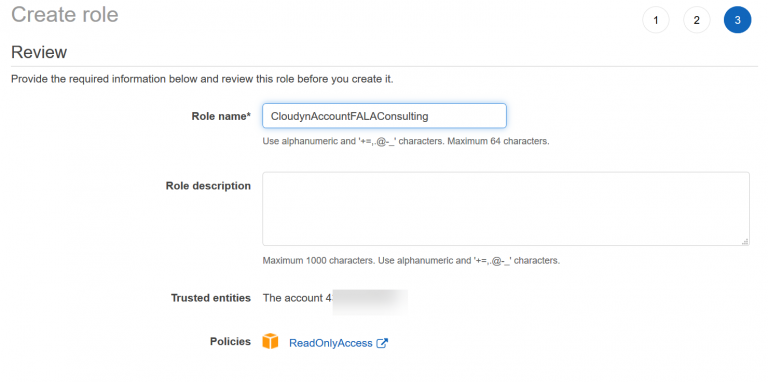 Create role
1 2 3
Review
Provide the required information below and review this role before you create it.
Role name* CloudynAccountFALAConsulting
Use alphanumeric and '+=,.@-_' characters. Maximum 64 characters.
Role description
Maximum 1000 characters. Use alphanumeric and '+=,.@-_' characters.
Trusted entities The account 4
Policies ReadOnlyAccess